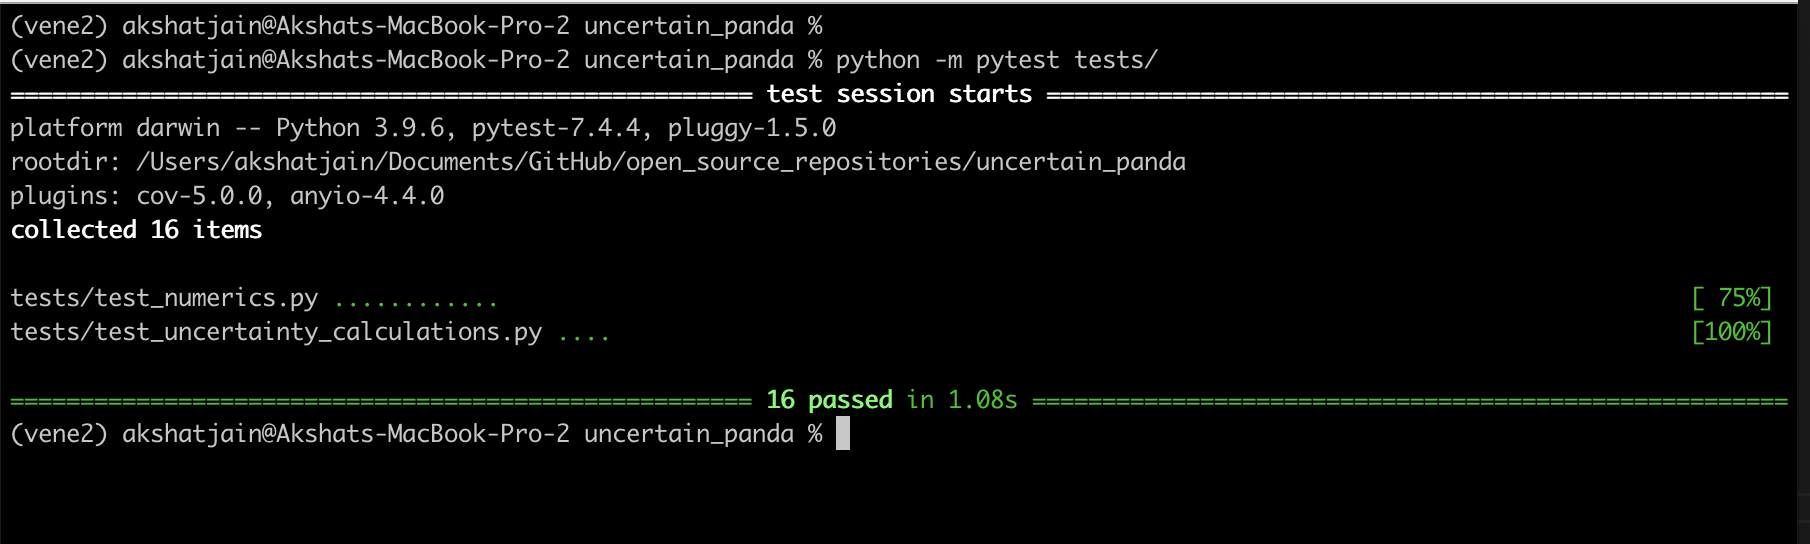 (vene2) akshatjain@Akshats-MacBook-Pro-2 uncertain_panda %
(vene2) akshatjain@Akshats-MacBook-Pro-2 uncertain_panda % python -m pytest tests/
===================================================== test session starts =====================================================
platform darwin -- Python 3.9.6, pytest-7.4.4, pluggy-1.5.0
rootdir: /Users/akshatjain/Documents/GitHub/open_source_repositories/uncertain_panda
plugins: cov-5.0.0, anyio-4.4.0
collected 16 items
tests/test_numerics.py ............ [ 75%]
tests/test_uncertainty_calculations.py .... [100%]
===================================================== 16 passed in 1.08s ======================================================
(vene2) akshatjain@Akshats-MacBook-Pro-2 uncertain_panda %